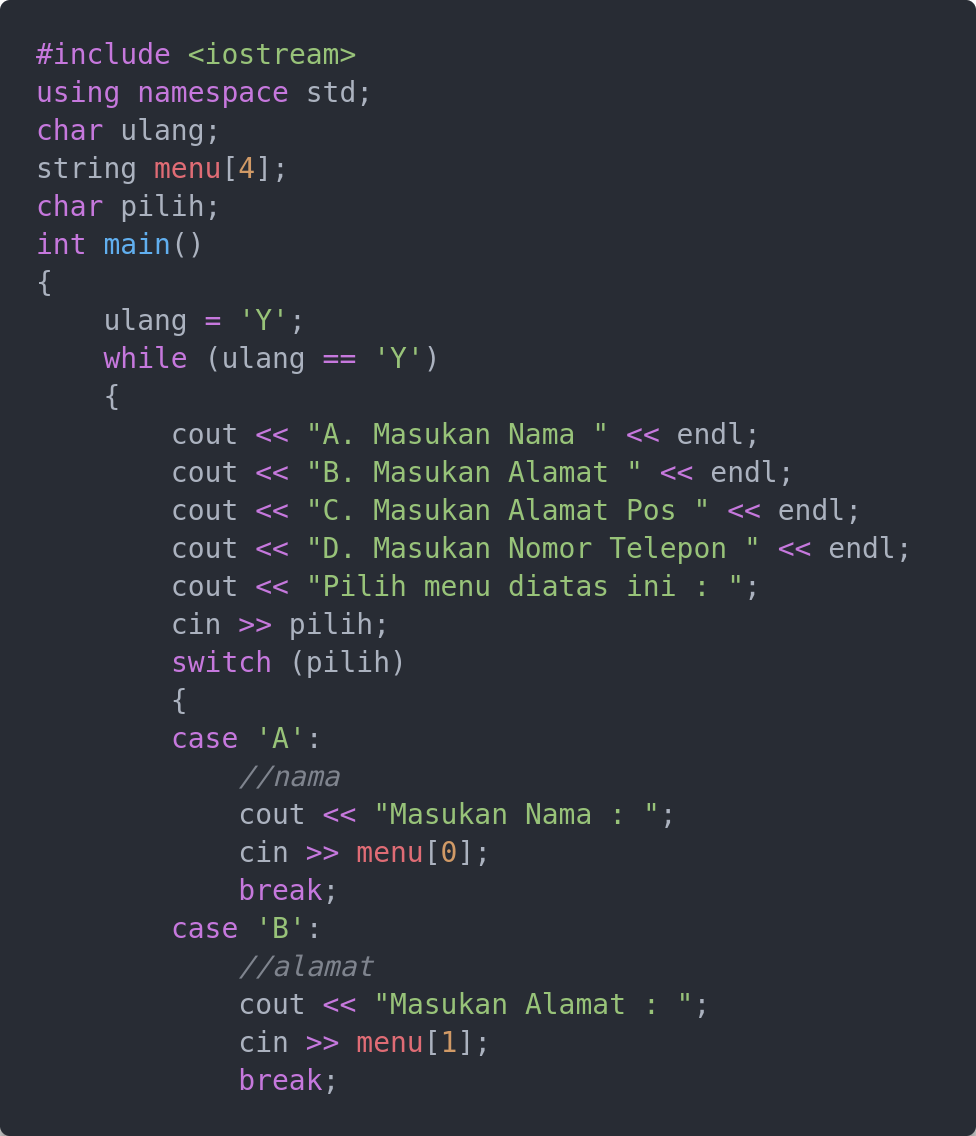 #include <iostream>
using namespace std;
char ulang;
string menu[4];
char pilih;
int main()
{
    ulang = 'Y';
    while (ulang == 'Y')
    {
        cout << "A. Masukan Nama " << endl;
        cout << "B. Masukan Alamat " << endl;
        cout << "C. Masukan Alamat Pos " << endl;
        cout << "D. Masukan Nomor Telepon " << endl;
        cout << "Pilih menu diatas ini : ";
        cin >> pilih;
        switch (pilih)
        {
        case 'A':
            //nama
            cout << "Masukan Nama : ";
            cin >> menu[0];
            break;
        case 'B':
            //alamat
            cout << "Masukan Alamat : ";
            cin >> menu[1];
            break;